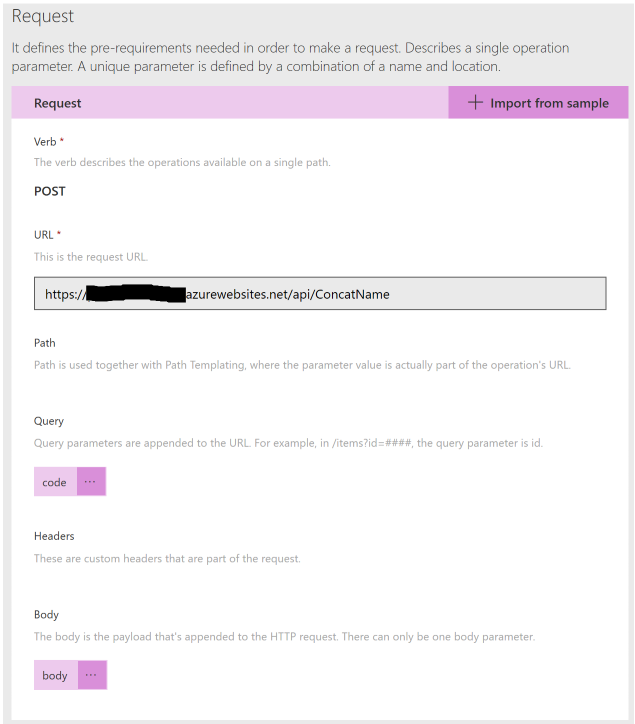 Request
It defines the pre-requirements needed in order to make a request. Describes a single operation
parameter. A unique parameter is defined by a combination of a name and location.
Request
+ Import from sample
Verb *
The verb describes the operations available on a single path.
POST
URL *
This is the request URL.
https:// azurewebsites.net/api/ConcatName
Path
Path is used together with Path Templating, where the parameter value is actually part of the operation's URL.
Query
Query parameters are appended to the URL. For example, in /items?id=####, the query parameter is id.
code ...
Headers
These are custom headers that are part of the request.
Body
The body is the payload that's appended to the HTTP request. There can only be one body parameter.
body ...